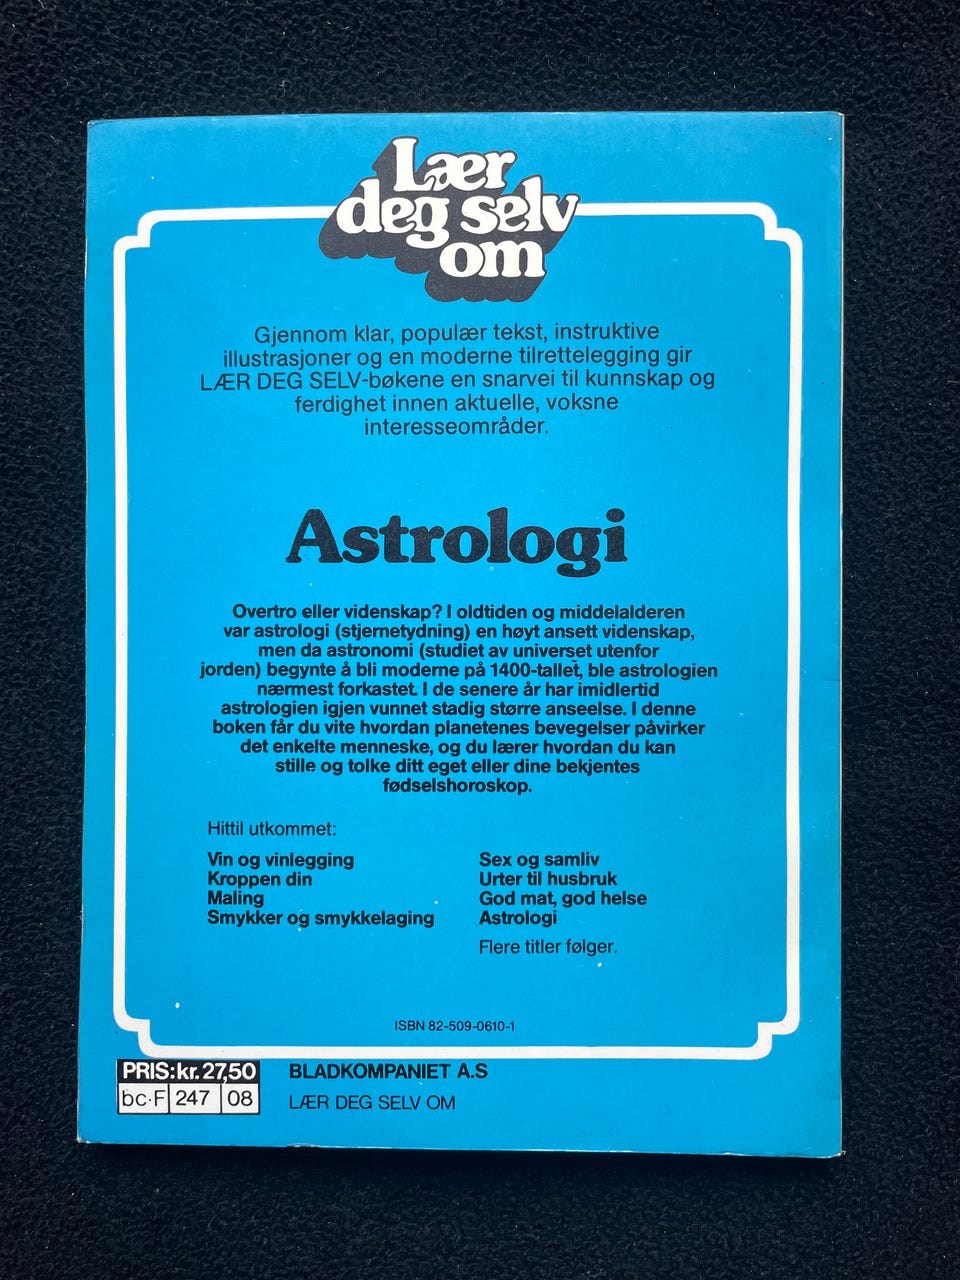 Lær
deg selv
om
Gjennom klar, populær tekst, instruktive
illustrasjoner og en moderne tilrettelegging gir
LÆR DEG SELV-bøkene en snarvei til kunnskap og
ferdighet innen aktuelle, voksne
interesseområder.
Astrologi
Overtro eller videnskap? I oldtiden og middelalderen
var astrologi (stjernetydning) en høyt ansett videnskap,
men da astronomi (studiet av universet utenfor
jorden) begynte å bli moderne på 1400-tallet, ble astrologien
nærmest forkastet. I de senere år har imidlertid
astrologien igjen vunnet stadig større anseelse. I denne
boken får du vite hvordan planetenes bevegelser påvirker
det enkelte menneske, og du lærer hvordan du kan
stille og tolke ditt eget eller dine bekjentes
fødselshoroskop.
Hittil utkommet:
Vin og vinlegging
Kroppen din
Maling
Smykker og smykkelaging
Sex og samliv
Urter til husbruk
God mat, god helse
Astrologi
Flere titler følger.
ISBN 82-509-0610-1
PRIS: kr. 27,50
bc·F 247 08
BLADKOMPANIET A.S
LÆR DEG SELV OM